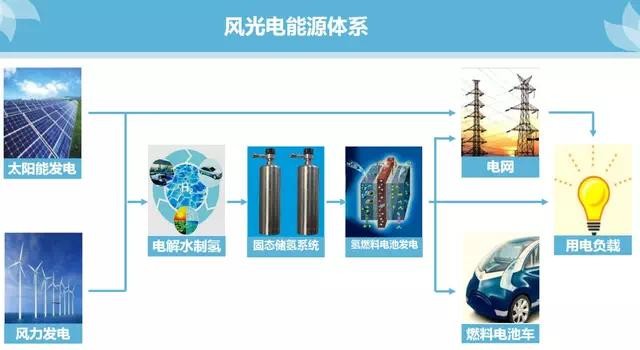 风光电能源体系
太阳能发电
电网
电解水制氢
固态储氢系统
氢燃料电池发电
用电负载
风力发电
燃料电池车